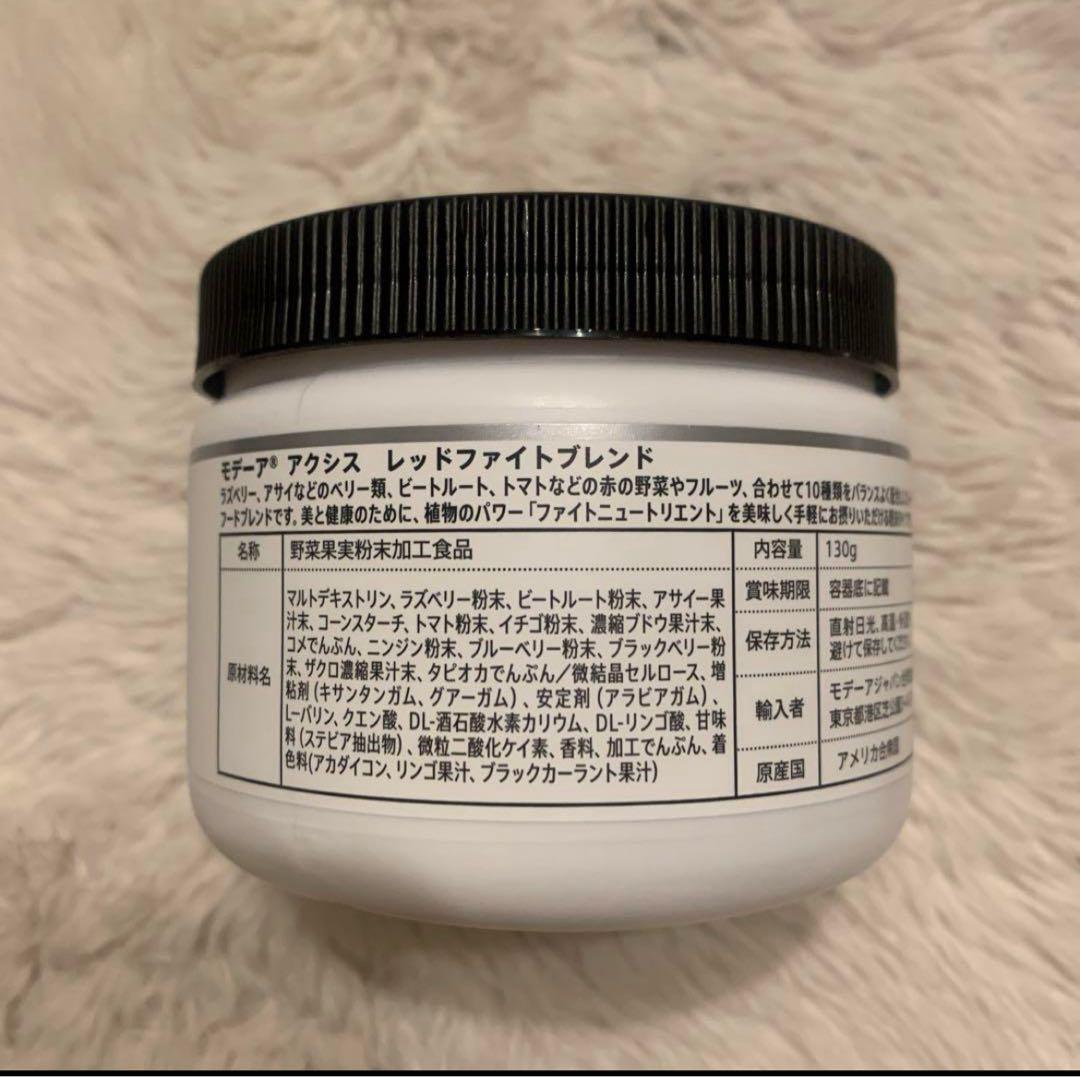 モデーア® アクシス レッドファイトブレンド
ラズベリー、アサイなどのベリー類、ビートルート、トマトなどの赤の野菜やフルーツ、合わせて10種類をバランスよく
フードブレンドです。美と健康のために、植物のパワー「ファイトニュートリエント」を美味しく手軽にお摂りいただける
名称 野菜果実粉末加工食品
原材料名
マルトデキストリン、ラズベリー粉末、ビートルート粉末、アサイー果
汁末、コーンスターチ、トマト粉末、イチゴ粉末、濃縮ブドウ果汁末、
コメでんぷん、ニンジン粉末、ブルーベリー粉末、ブラックベリー粉
末、ザクロ濃縮果汁末、タピオカでんぷん／微結晶セルロース、増
粘剤（キサンタンガム、グアーガム）、安定剤（アラビアガム）、
L-バリン、クエン酸、DL-酒石酸水素カリウム、DL-リンゴ酸、甘味
料（ステビア抽出物）、微粒二酸化ケイ素、香料、加工でんぷん、着
色料(アカダイコン、リンゴ果汁、ブラックカーラント果汁)
内容量 130g
賞味期限 容器底に記載
保存方法
直射日光、高温・
避けて保存してくだ
輸入者
モデーアジャパン
東京都港区芝公園
原産国 アメリカ合衆国